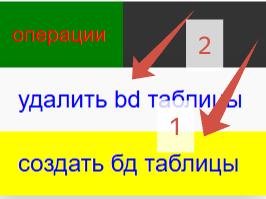 операции
2
удалить bd таблицы
1
создать бд таблицы